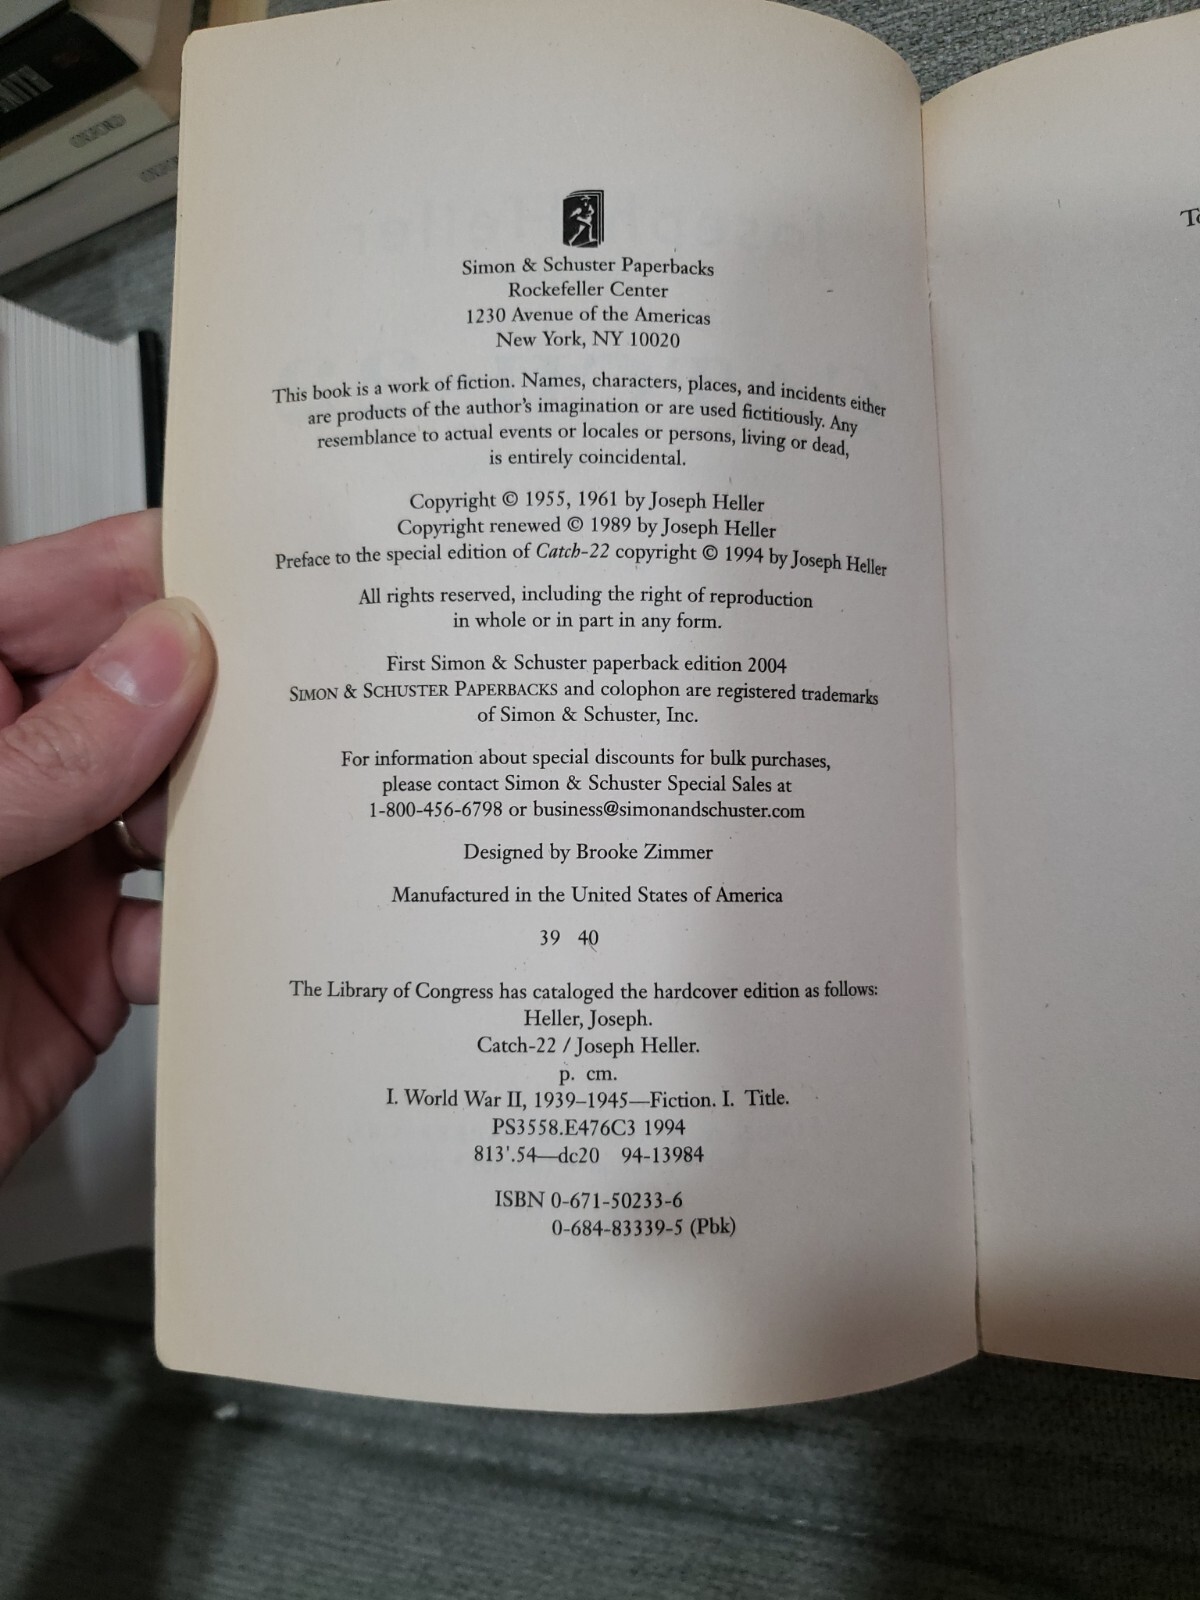 OXFORD
Simon & Schuster Paperbacks
Rockefeller Center
1230 Avenue of the Americas
New York, NY 10020
This book is a work of fiction. Names, characters, places, and incidents either
are products of the author's imagination or are used fictitiously. Any
resemblance to actual events or locales or persons, living or dead,
is entirely coincidental.
Copyright © 1955, 1961 by Joseph Heller
Copyright renewed © 1989 by Joseph Heller
Preface to the special edition of Catch-22 copyright © 1994 by Joseph Heller
All rights reserved, including the right of reproduction
in whole or in part in any form.
First Simon & Schuster paperback edition 2004
SIMON & SCHUSTER PAPERBACKS and colophon are registered trademarks
of Simon & Schuster, Inc.
For information about special discounts for bulk purchases,
please contact Simon & Schuster Special Sales at
1-800-456-6798 or business@simonandschuster.com
Designed by Brooke Zimmer
Manufactured in the United States of America
39 40
The Library of Congress has cataloged the hardcover edition as follows:
Heller, Joseph.
Catch-22 / Joseph Heller.
p. cm.
I. World War II, 1939–1945—Fiction. I. Title.
PS3558.E476C3 1994
813'.54—dc20 94-13984
ISBN 0-671-50233-6
0-684-83339-5 (Pbk)